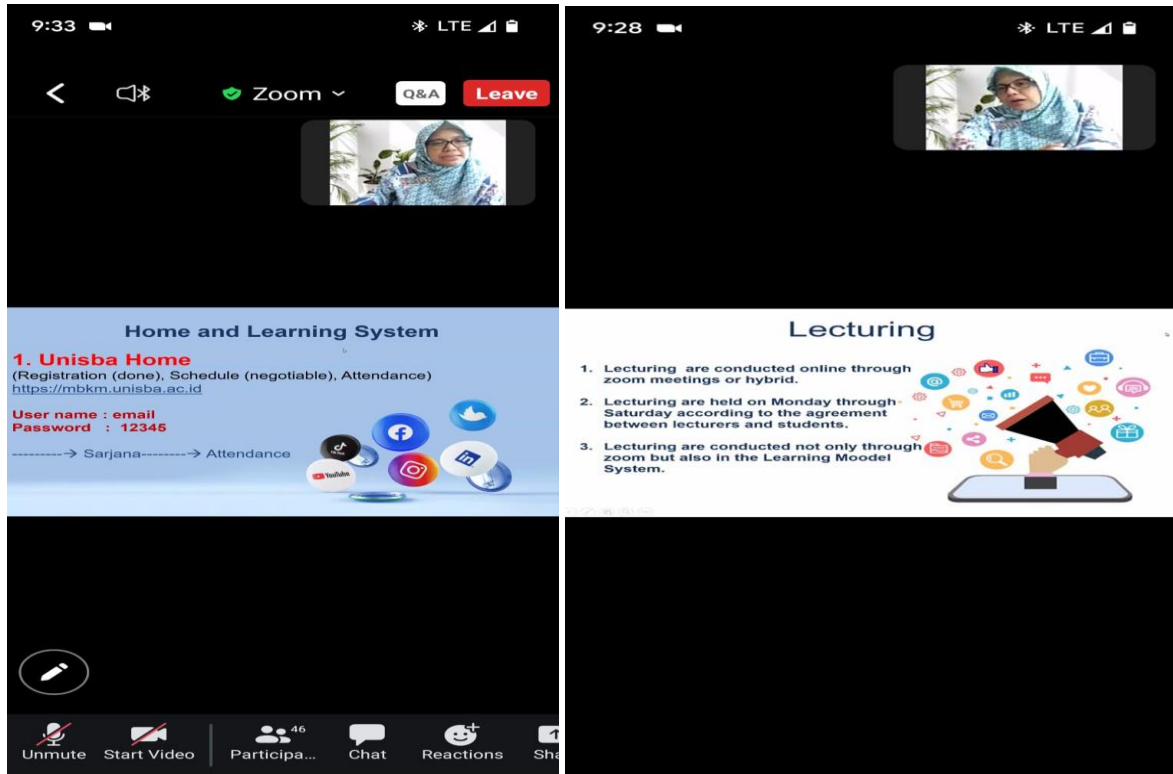 9:33
LTE
Zoom
Q&A
Leave
Home and Learning System
1. Unisba Home
(Registration (done), Schedule (negotiable), Attendance)
https://mbkm.unisba.ac.id
User name : email
Password : 12345
---------→ Sarjana--------→ Attendance
YouTube
46
Unmute
Start Video
Participa...
Chat
Reactions
Sha
9:28
LTE
Lecturing
1. Lecturing are conducted online through
zoom meetings or hybrid.
2. Lecturing are held on Monday through
Saturday according to the agreement
between lecturers and students.
3. Lecturing are conducted not only through
zoom but also in the Learning Moodel
System.